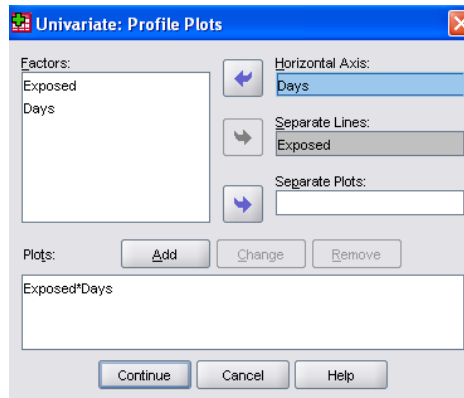 Univariate: Profile Plots
Factors:
Exposed
Days
Horizontal Axis:
Days
Separate Lines:
Exposed
Separate Plots:
Plots:
Add
Change
Remove
Exposed*Days
Continue
Cancel
Help